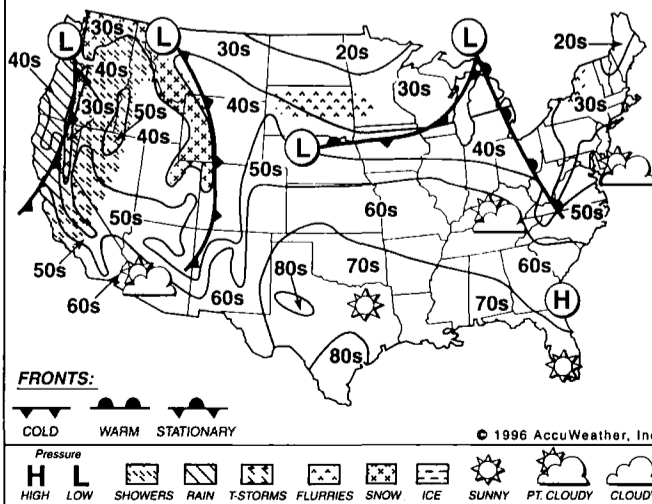 30s
L
L
L
20s
30s
20s
40s
40s
30s
30s
30s
50s
40s
40s
50s
40s
L
60s
50s
50s
50s
60s
80s
70s
60s
60s
70s
H
80s
FRONTS:
COLD WARM STATIONARY
© 1996 AccuWeather, Inc
Pressure
H L
HIGH LOW SHOWERS RAIN T-STORMS FLURRIES SNOW ICE SUNNY PT. CLOUDY CLOUD